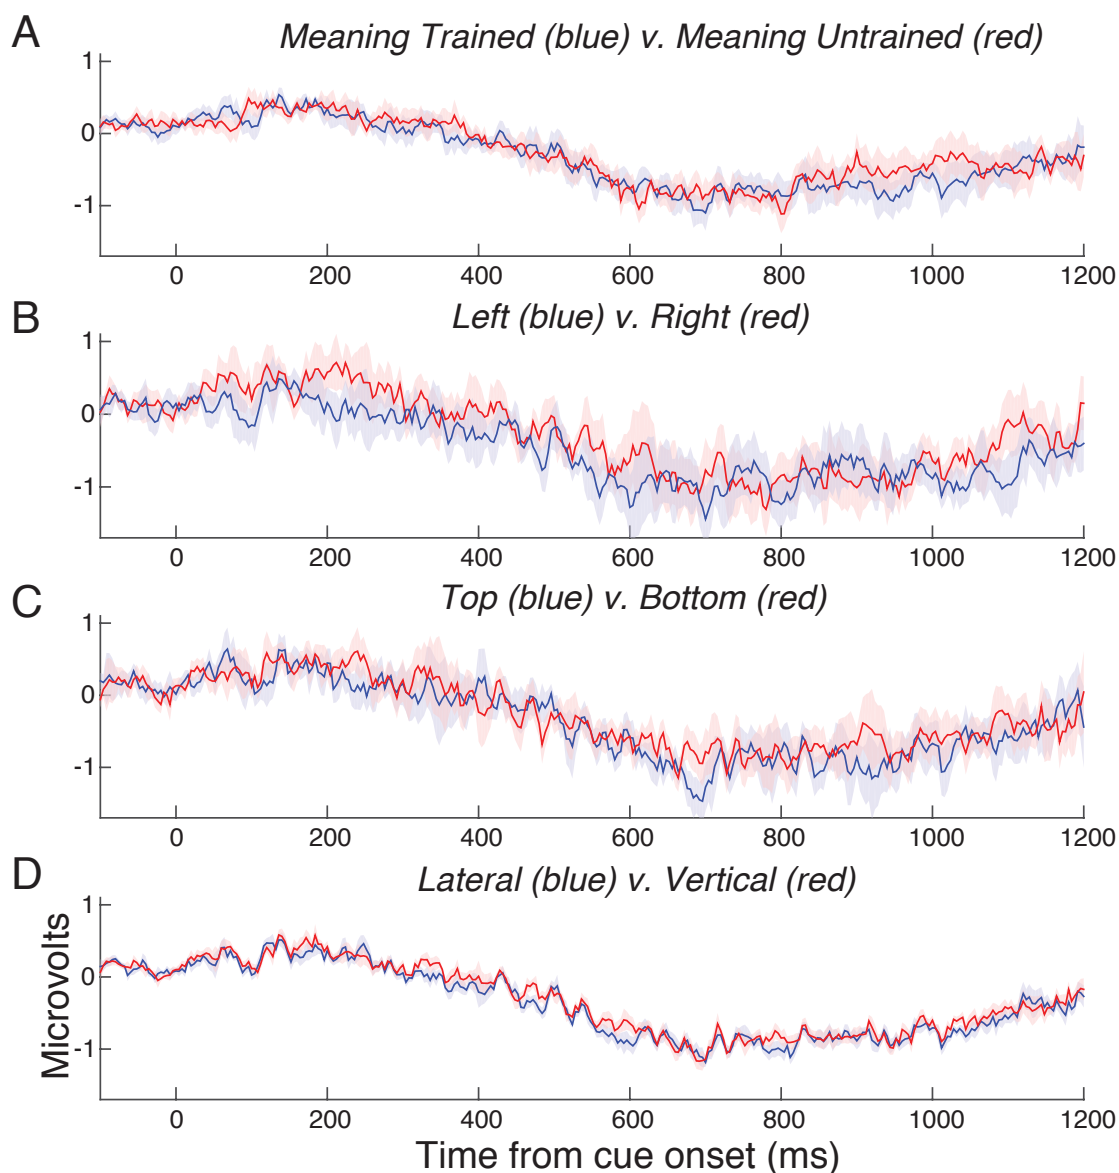 A
Meaning Trained (blue) v. Meaning Untrained (red)
1
0
-1
0 200 400 600 800 1000 1200
B
Left (blue) v. Right (red)
1
0
-1
0 200 400 600 800 1000 1200
C
Top (blue) v. Bottom (red)
1
0
-1
0 200 400 600 800 1000 1200
D
Lateral (blue) v. Vertical (red)
Microvolts
1
0
-1
0 200 400 600 800 1000 1200
Time from cue onset (ms)